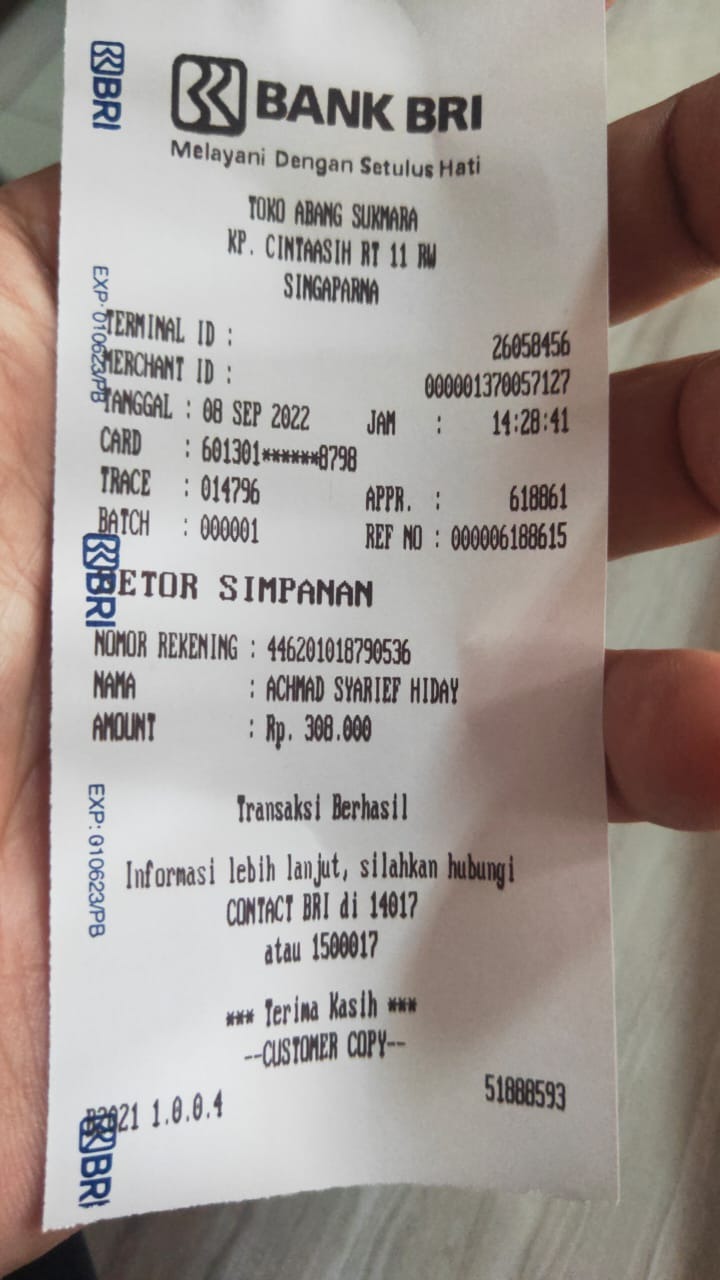 BRI
BANK BRI
Melayani Dengan Setulus Hati
TOKO ABANG SUKMARA
KP. CINTAASIH RT 11 RW
SINGAPARNA
EXP: 010623/PB
TERMINAL ID : 26058456
MERCHANT ID : 000001370057127
TANGGAL : 08 SEP 2022 JAM : 14:28:41
CARD : 601301******8798
TRACE : 014796 APPR. : 618861
BATCH : 000001 REF NO : 000006188615
BRI
SETOR SIMPANAN
NOMOR REKENING : 446201018790536
NAMA : ACHMAD SYARIEF HIDAY
AMOUNT : Rp. 308.000
EXP: 010623/PB
Transaksi Berhasil
Informasi lebih lanjut, silahkan hubungi
CONTACT BRI di 14017
atau 1500017
*** Terima Kasih ***
--CUSTOMER COPY--
021 1.0.0.4 51888593
BRI